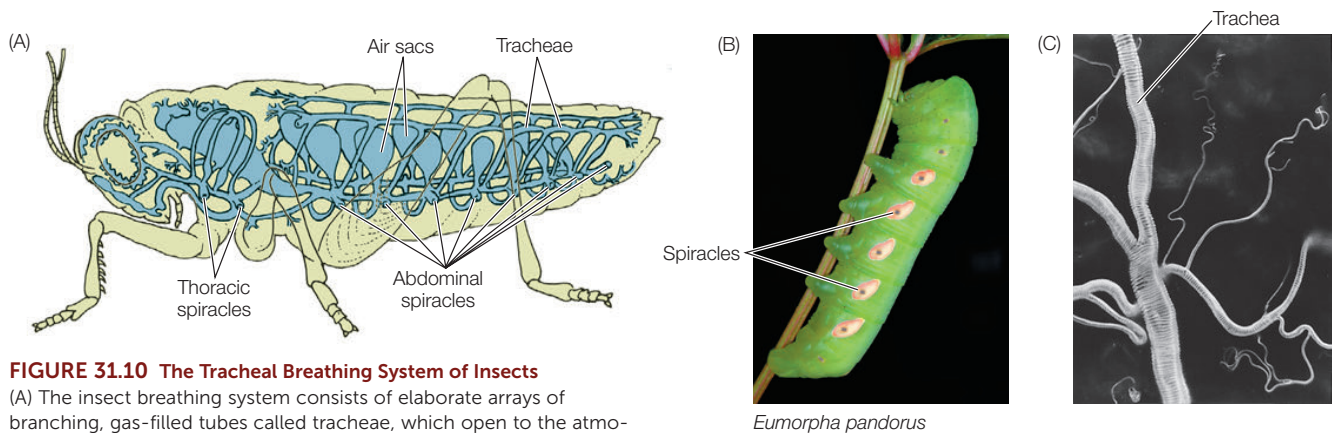 (A)
Air sacs
Tracheae
Thoracic
spiracles
Abdominal
spiracles
FIGURE 31.10 The Tracheal Breathing System of Insects
(A) The insect breathing system consists of elaborate arrays of
branching, gas-filled tubes called tracheae, which open to the atmo-
(B)
Spiracles
Eumorpha pandorus
(C)
Trachea